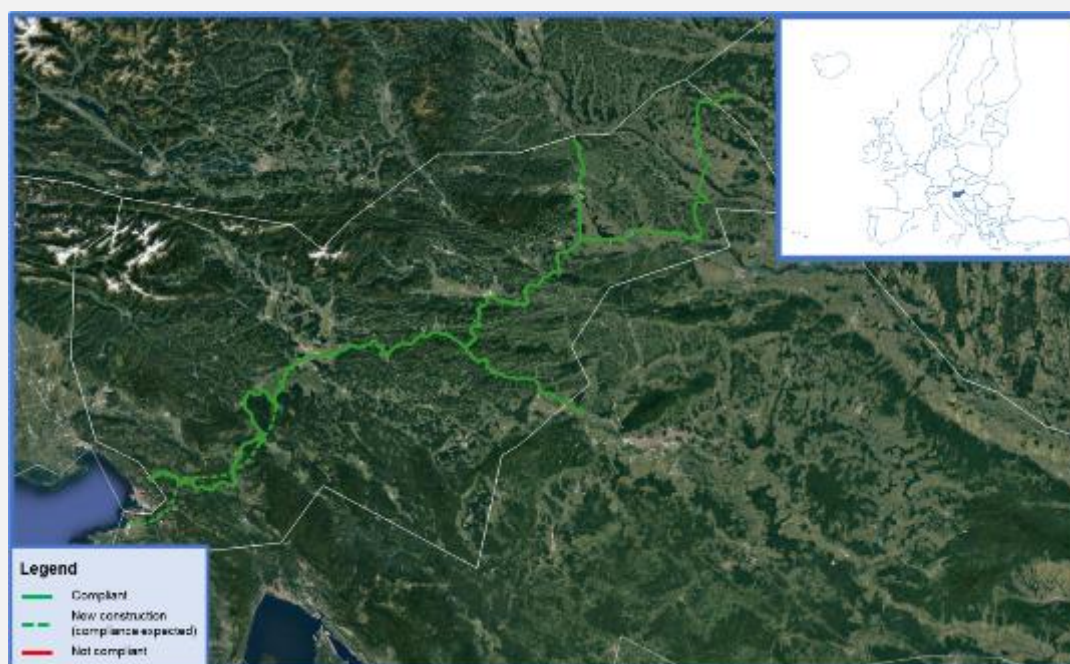 Legend
Compliant
New construction
(compliance expected)
Not compliant